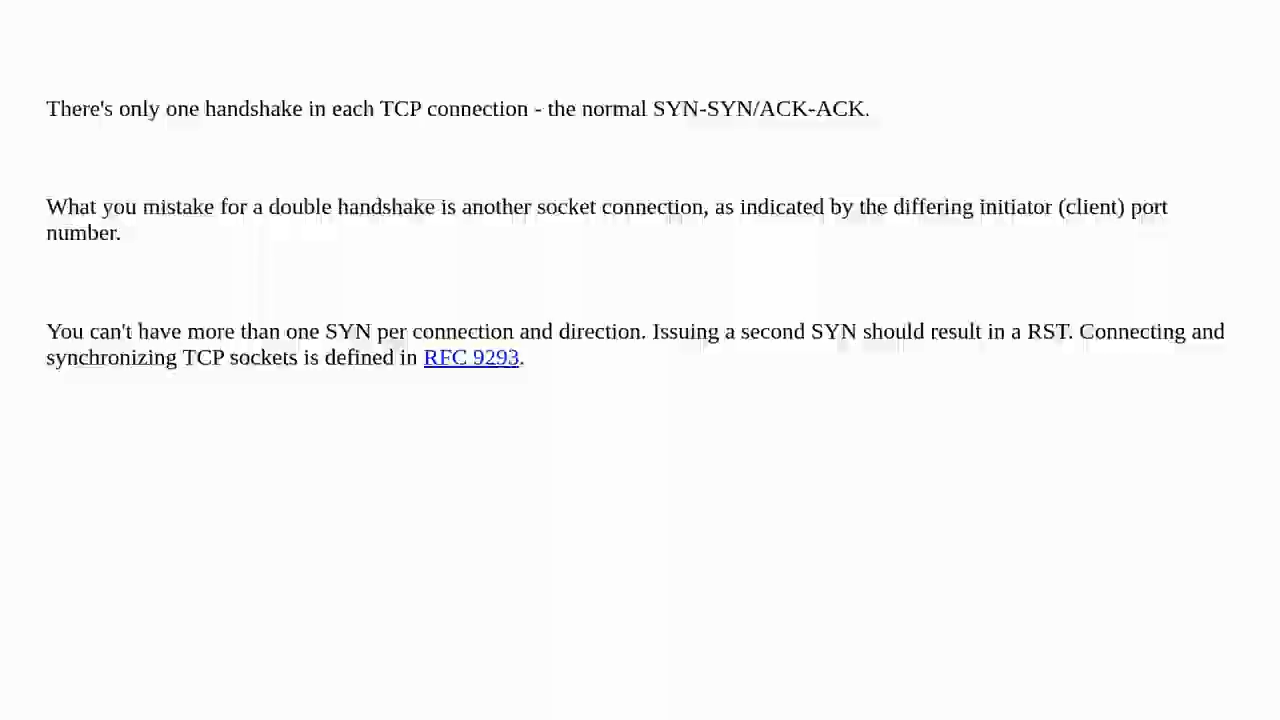 There's only one handshake in each TCP connection - the normal SYN-SYN/ACK-ACK.
What you mistake for a double handshake is another socket connection, as indicated by the differing initiator (client) port
number.
You can't have more than one SYN per connection and direction. Issuing a second SYN should result in a RST. Connecting and
synchronizing TCP sockets is defined in RFC 9293.